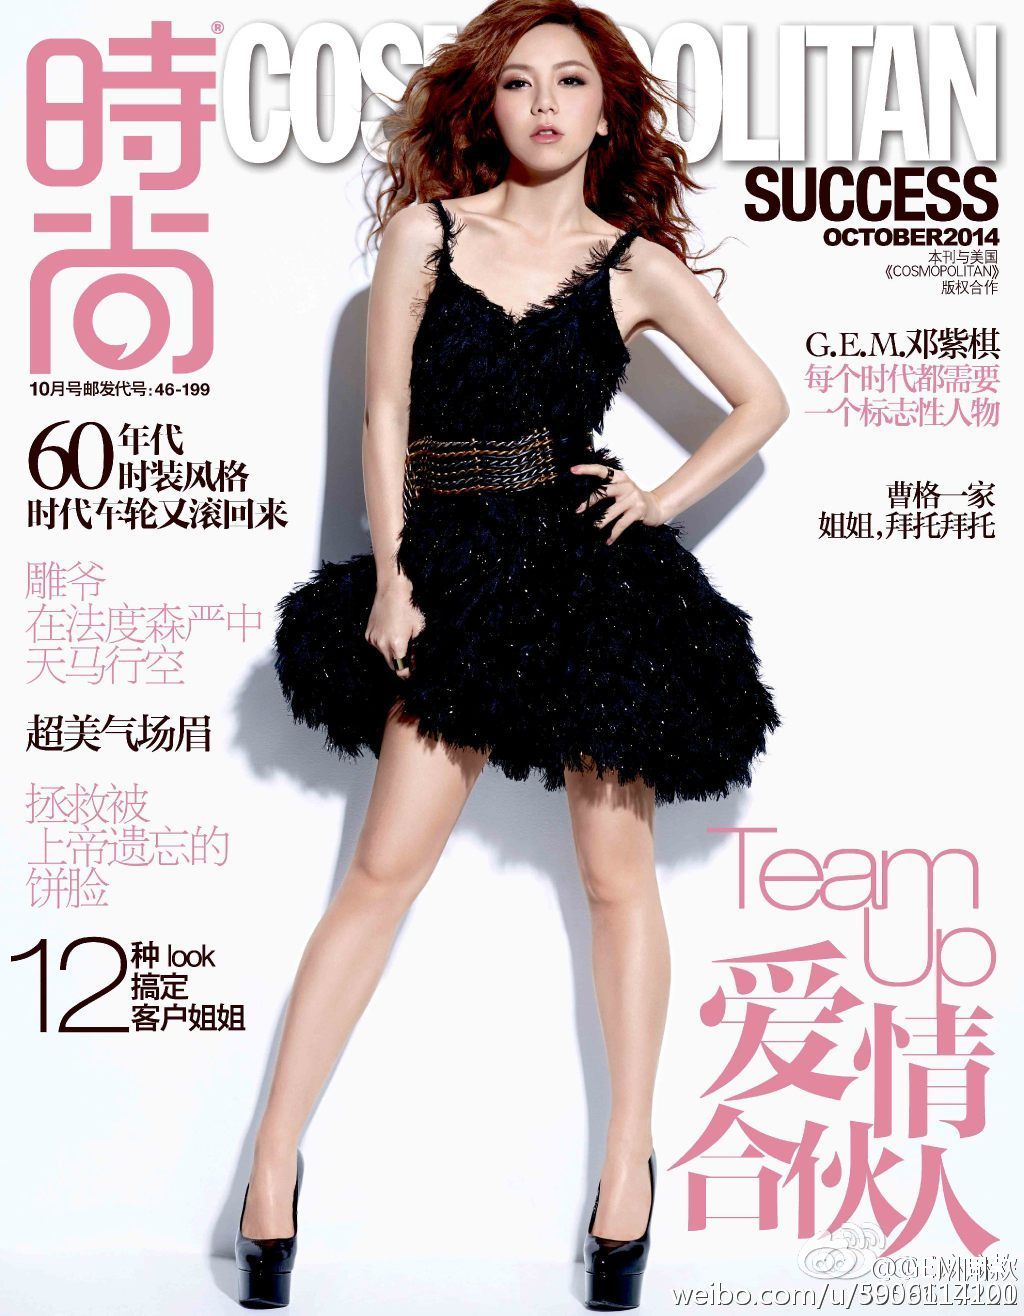 時尚®
COSMOPOLITAN
SUCCESS
OCTOBER2014
本刊与美国
《COSMOPOLITAN》
版权合作
10月号邮发代号:46-199
G.E.M.邓紫棋
每个时代都需要
一个标志性人物
60年代
时装风格
时代车轮又滚回来
曹格一家
姐姐,拜托拜托
雕爷
在法度森严中
天马行空
超美气场眉
拯救被
上帝遗忘的
饼脸
12种look
搞定
客户姐姐
Team
Up
爱情
合伙人
weibo.com/u/5906114100